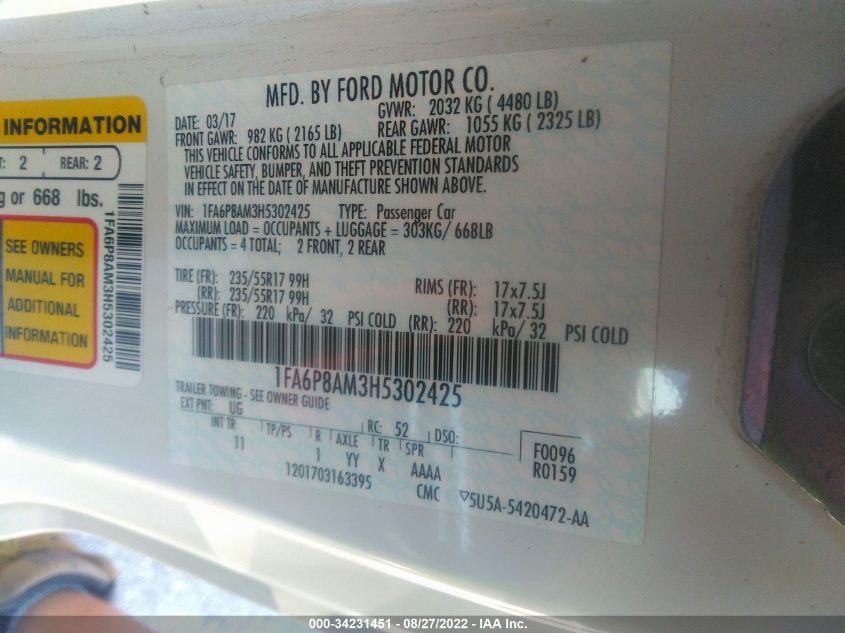 INFORMATION
T: 2 REAR: 2
g or 668 lbs.
SEE OWNERS
MANUAL FOR
ADDITIONAL
INFORMATION
1FA6P8AM3H5302425
MFD. BY FORD MOTOR CO.
DATE: 03/17 GVWR: 2032 KG ( 4480 LB)
FRONT GAWR: 982 KG ( 2165 LB) REAR GAWR: 1055 KG ( 2325 LB)
THIS VEHICLE CONFORMS TO ALL APPLICABLE FEDERAL MOTOR
VEHICLE SAFETY, BUMPER, AND THEFT PREVENTION STANDARDS
IN EFFECT ON THE DATE OF MANUFACTURE SHOWN ABOVE.
VIN: 1FA6P8AM3H5302425 TYPE: Passenger Car
MAXIMUM LOAD = OCCUPANTS + LUGGAGE = 303KG/ 668LB
OCCUPANTS = 4 TOTAL; 2 FRONT, 2 REAR
TIRE (FR): 235/55R17 99H RIMS (FR): 17x7.5J
(RR): 235/55R17 99H (RR): 17x7.5J
PRESSURE (FR): 220 kPa/ 32 PSI COLD (RR): 220 kPa/ 32 PSI COLD
1FA6P8AM3H5302425
TRAILER TOWING - SEE OWNER GUIDE
EXT PNT: UG RC: 52 DSO:
INT TR TP/PS R AXLE TR SPR F0096
11 1 YY X AAAA R0159
1201703163395 CMC ▽5U5A-5420472-AA
000-34231451 - 08/27/2022 - IAA Inc.